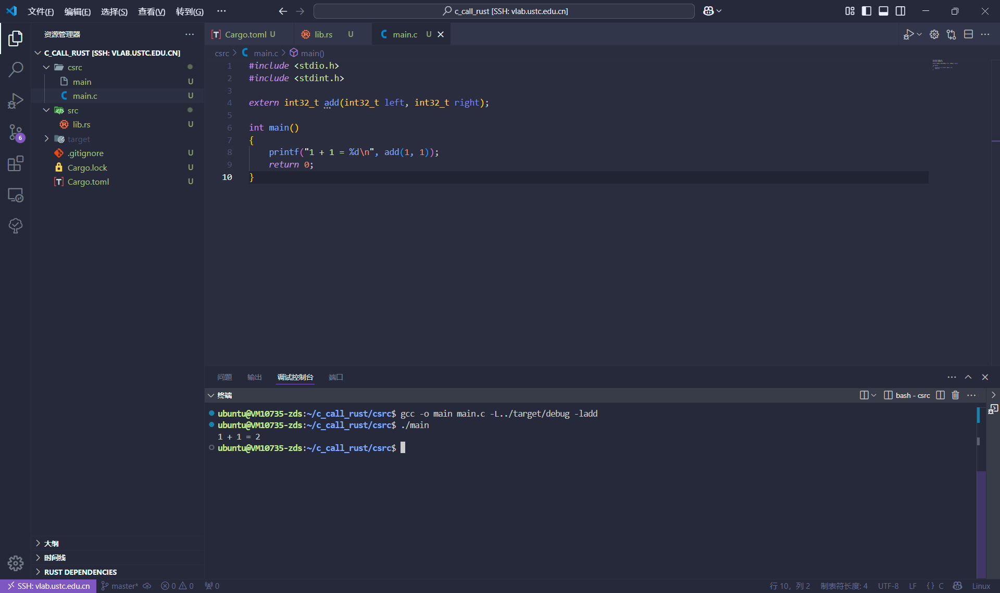 文件(F) 编辑(E) 选择(S) 查看(V) 转到(G) ··· c_call_rust [SSH: vlab.ustc.edu.cn]
资源管理器 ···
C_CALL_RUST [SSH: VLAB.USTC.EDU.CN]
csrc
main U
main.c U
src
lib.rs U
target
.gitignore U
Cargo.lock U
Cargo.toml U
6
大纲
时间线
RUST DEPENDENCIES
Cargo.toml U lib.rs U main.c U
csrc > main.c > main()
1 #include <stdio.h>
2 #include <stdint.h>
3
4 extern int32_t add(int32_t left, int32_t right);
5
6 int main()
7 {
8 printf("1 + 1 = %d\n", add(1, 1));
9 return 0;
10 }
问题 输出 调试控制台 端口
终端 bash - csrc
ubuntu@VM10735-zds:~/c_call_rust/csrc$ gcc -o main main.c -L../target/debug -ladd
ubuntu@VM10735-zds:~/c_call_rust/csrc$ ./main
1 + 1 = 2
ubuntu@VM10735-zds:~/c_call_rust/csrc$
SSH: vlab.ustc.edu.cn master* 0 0 0 行 10，列 2 制表符长度: 4 UTF-8 LF {} C Linux